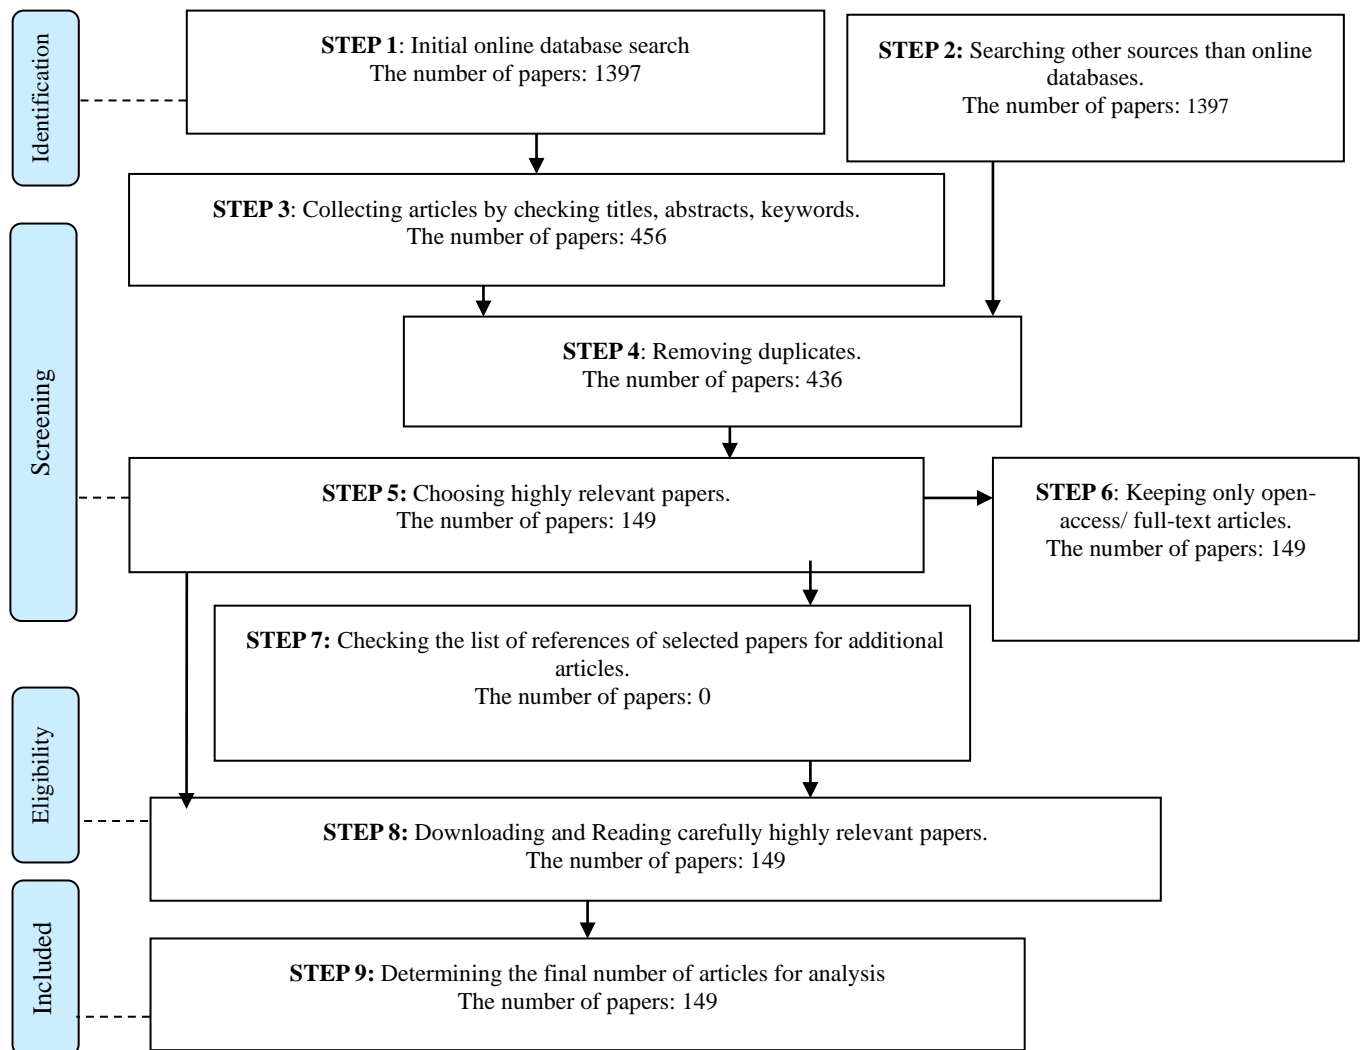 Identification
STEP 1: Initial online database search
The number of papers: 1397
STEP 2: Searching other sources than online
databases.
The number of papers: 1397
Screening
STEP 3: Collecting articles by checking titles, abstracts, keywords.
The number of papers: 456
STEP 4: Removing duplicates.
The number of papers: 436
STEP 5: Choosing highly relevant papers.
The number of papers: 149
STEP 6: Keeping only open-
access/ full-text articles.
The number of papers: 149
STEP 7: Checking the list of references of selected papers for additional
articles.
The number of papers: 0
Eligibility
STEP 8: Downloading and Reading carefully highly relevant papers.
The number of papers: 149
Included
STEP 9: Determining the final number of articles for analysis
The number of papers: 149